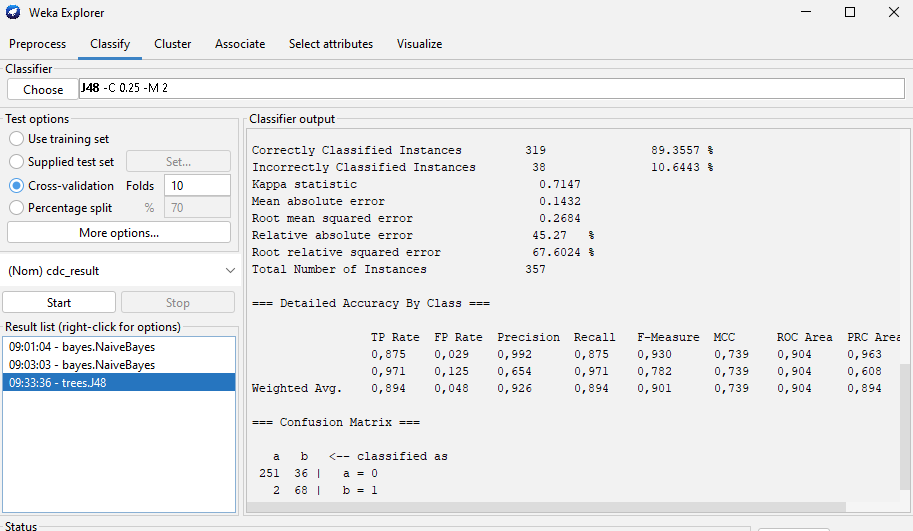 Weka Explorer
Preprocess Classify Cluster Associate Select attributes Visualize
Classifier
Choose J48 -C 0.25 -M 2
Test options
Use training set
Supplied test set Set...
Cross-validation Folds 10
Percentage split % 70
More options...
(Nom) cdc_result
Start Stop
Result list (right-click for options)
09:01:04 - bayes.NaiveBayes
09:03:03 - bayes.NaiveBayes
09:33:36 - trees.J48
Classifier output
Correctly Classified Instances 319 89.3557 %
Incorrectly Classified Instances 38 10.6443 %
Kappa statistic 0.7147
Mean absolute error 0.1432
Root mean squared error 0.2684
Relative absolute error 45.27 %
Root relative squared error 67.6024 %
Total Number of Instances 357
=== Detailed Accuracy By Class ===
TP Rate FP Rate Precision Recall F-Measure MCC ROC Area PRC Area
0,875 0,029 0,992 0,875 0,930 0,739 0,904 0,963
0,971 0,125 0,654 0,971 0,782 0,739 0,904 0,608
Weighted Avg. 0,894 0,048 0,926 0,894 0,901 0,739 0,904 0,894
=== Confusion Matrix ===
a b <-- classified as
251 36 | a = 0
2 68 | b = 1
Status